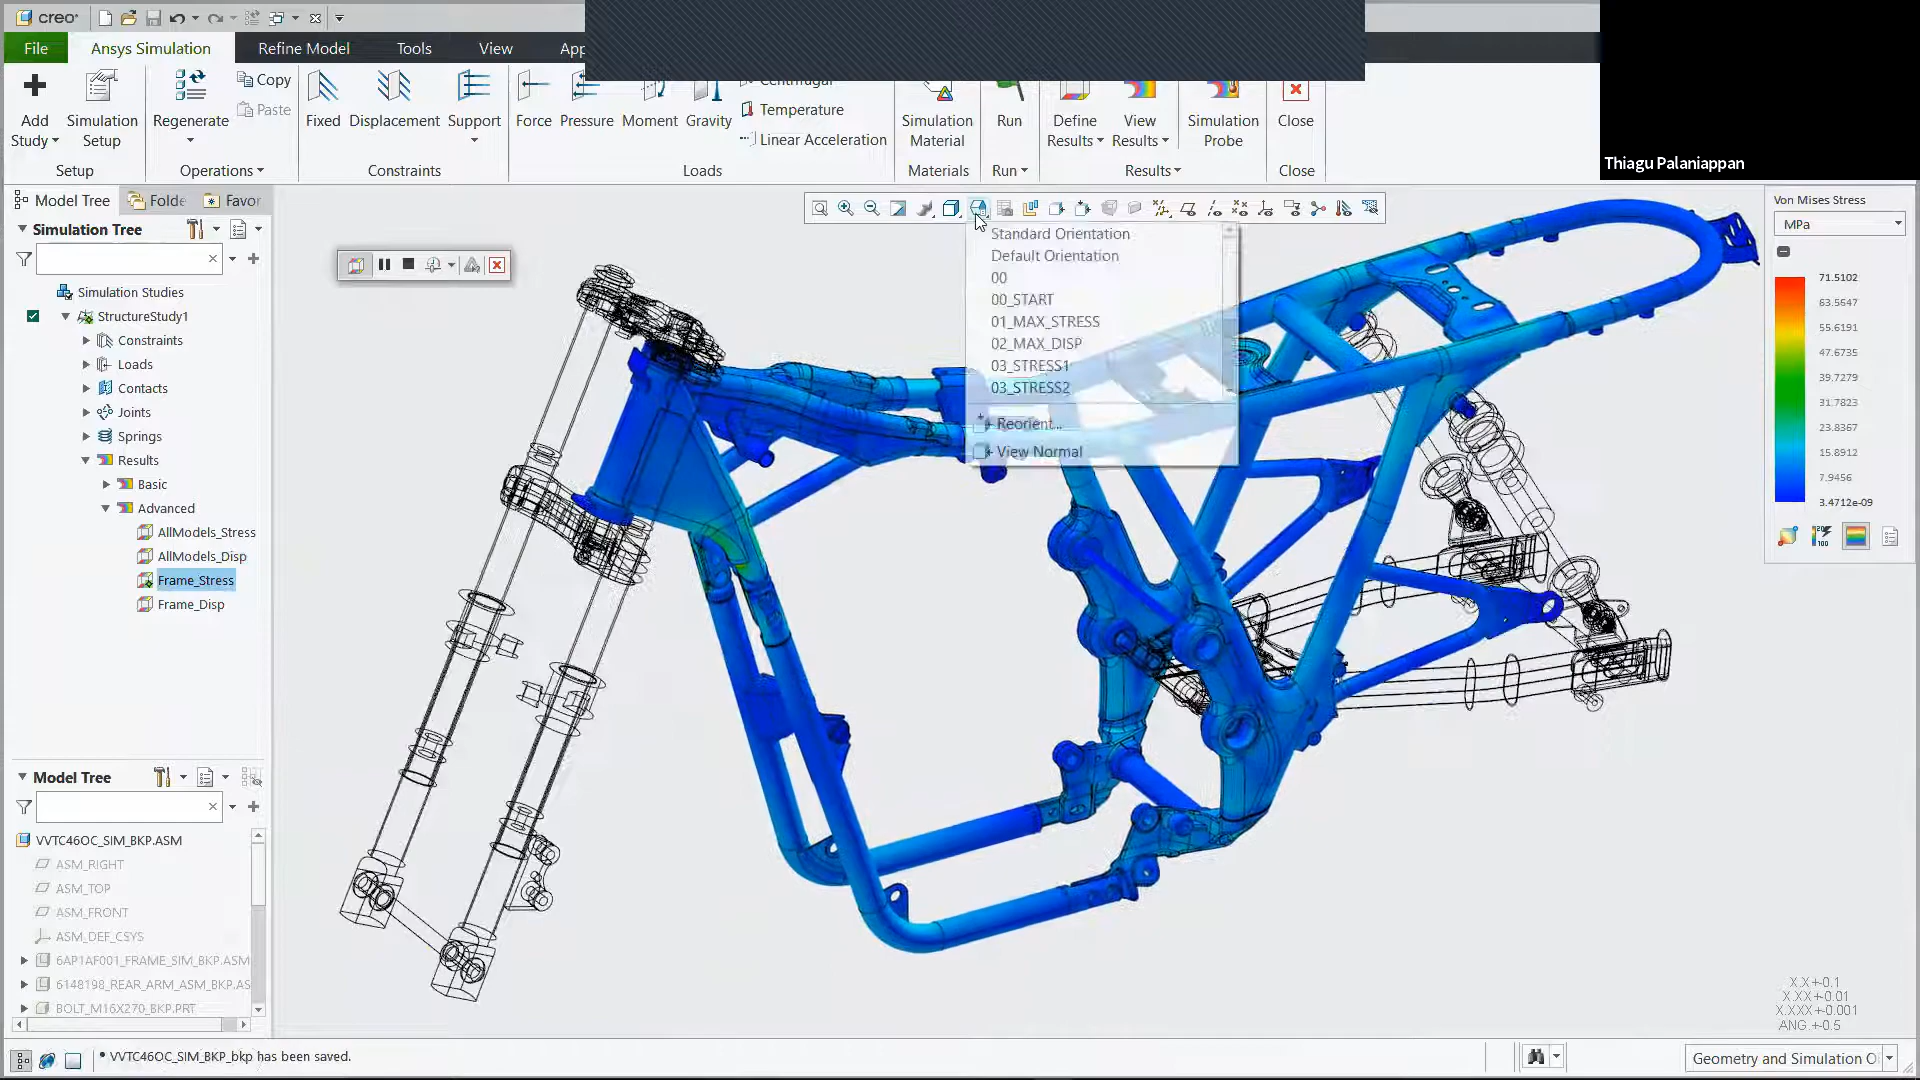 creo®
File
Ansys Simulation
Refine Model
Tools
View
App
Copy
Paste
Centrifugal
Temperature
Linear Acceleration
Add
Study
Simulation
Setup
Regenerate
Fixed
Displacement
Support
Force
Pressure
Moment
Gravity
Simulation
Material
Run
Define
Results
View
Results
Simulation
Probe
Close
Setup
Operations
Constraints
Loads
Materials
Run
Results
Close
Thiagu Palaniappan
Model Tree
Folde
Favor
Simulation Tree
Simulation Studies
StructureStudy1
Constraints
Loads
Contacts
Joints
Springs
Results
Basic
Advanced
AllModels_Stress
AllModels_Disp
Frame_Stress
Frame_Disp
Model Tree
VVTC46OC_SIM_BKP.ASM
ASM_RIGHT
ASM_TOP
ASM_FRONT
ASM_DEF_CSYS
6AP1AF001_FRAME_SIM_BKP.ASM
6148198_REAR_ARM_ASM_BKP.AS
BOLT_M16X270_BKP.PRT
Standard Orientation
Default Orientation
00
00_START
01_MAX_STRESS
02_MAX_DISP
03_STRESS1
03_STRESS2
Reorient...
View Normal
Von Mises Stress
MPa
71.5102
63.5647
55.6191
47.6735
39.7279
31.7823
23.8367
15.8912
7.9456
3.4712e-09
X.X+-0.1
X.XX+-0.01
X.XXX+-0.001
ANG.+-0.5
• VVTC46OC_SIM_BKP_bkp has been saved.
Geometry and Simulation O